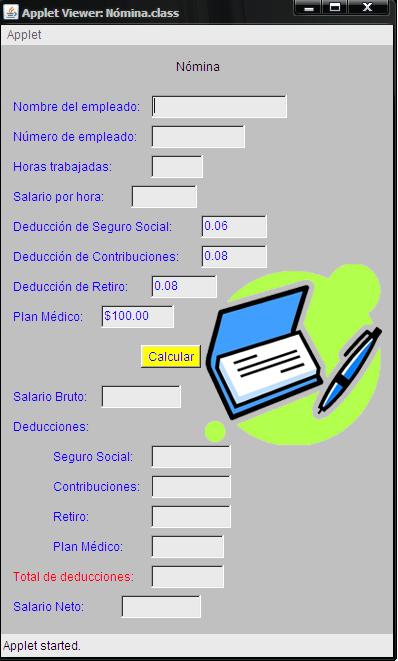 Applet Viewer: Nómina.class
Applet
Nómina
Nombre del empleado:
Número de empleado:
Horas trabajadas:
Salario por hora:
Deducción de Seguro Social: 0.06
Deducción de Contribuciones: 0.08
Deducción de Retiro: 0.08
Plan Médico: $100.00
Calcular
Salario Bruto:
Deducciones:
Seguro Social:
Contribuciones:
Retiro:
Plan Médico:
Total de deducciones:
Salario Neto:
Applet started.